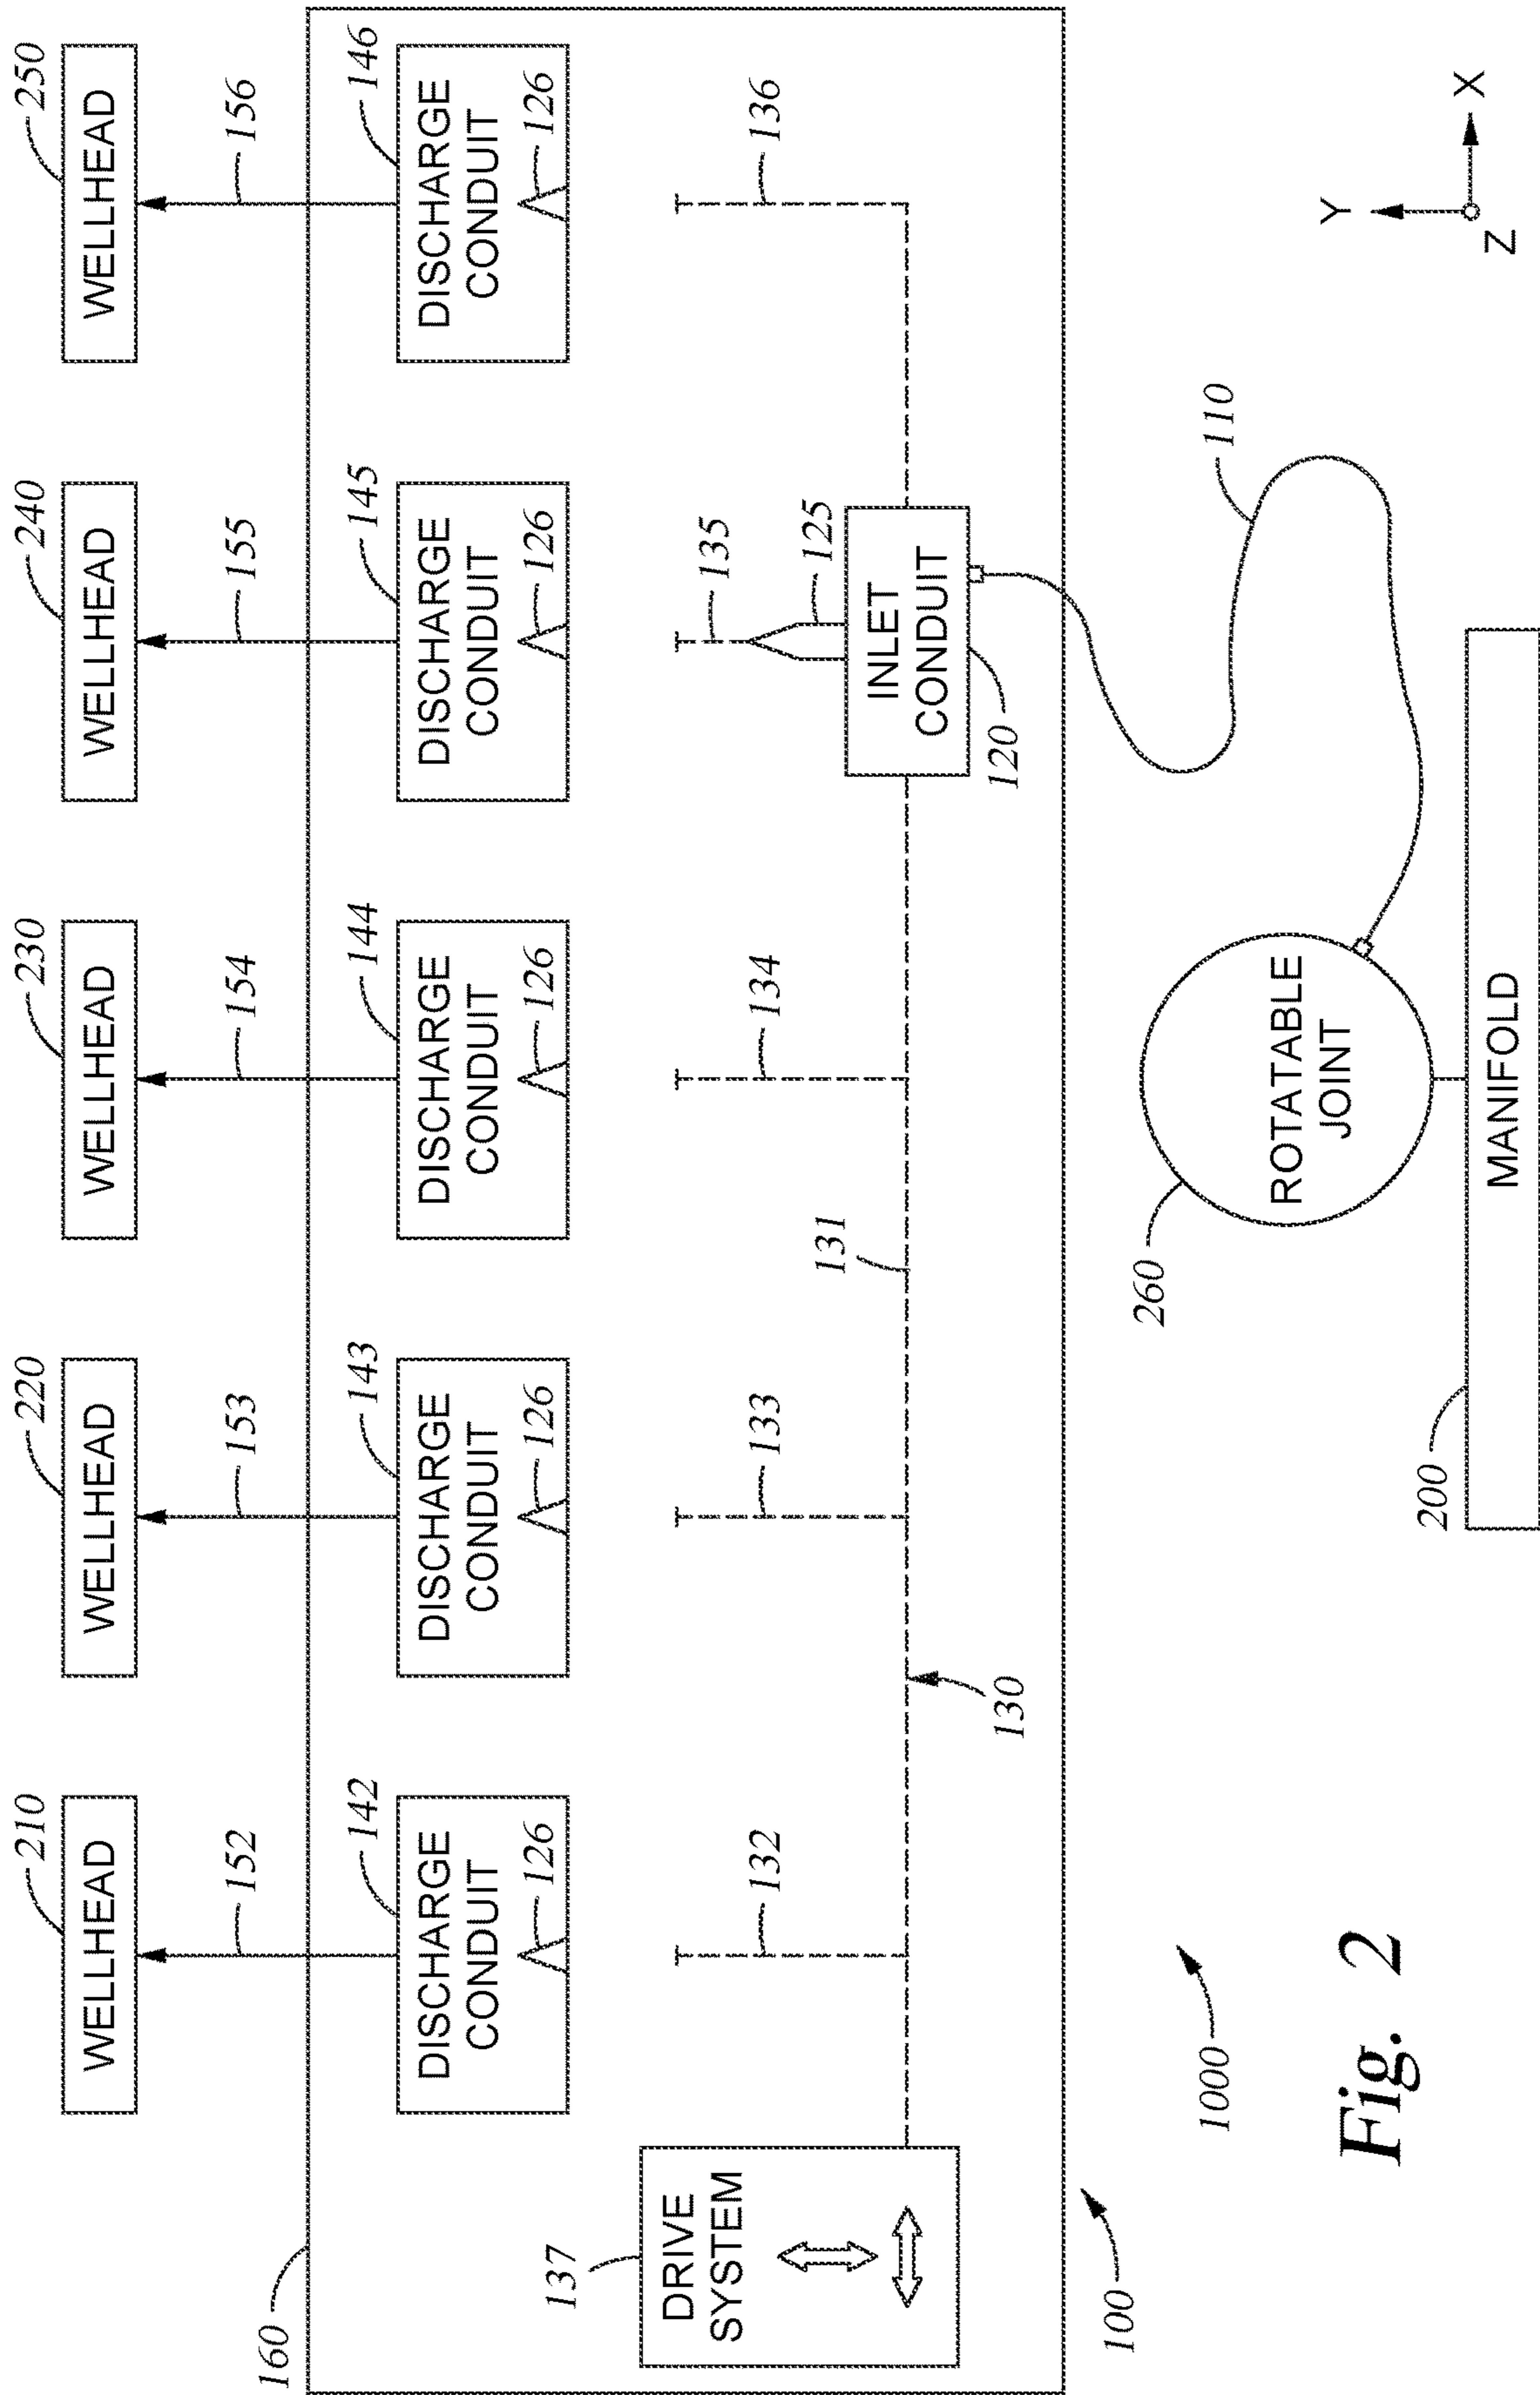 210
220
230
240
250
WELLHEAD
WELLHEAD
WELLHEAD
WELLHEAD
WELLHEAD
152
153
154
155
156
160
142
143
144
145
146
DISCHARGE
CONDUIT
126
DISCHARGE
CONDUIT
126
DISCHARGE
CONDUIT
126
DISCHARGE
CONDUIT
126
DISCHARGE
CONDUIT
126
137
DRIVE
SYSTEM
132
133
134
135
136
125
131
INLET
CONDUIT
120
130
100
1000
110
260
ROTATABLE
JOINT
200
MANIFOLD
Y
X
Z
Fig. 2